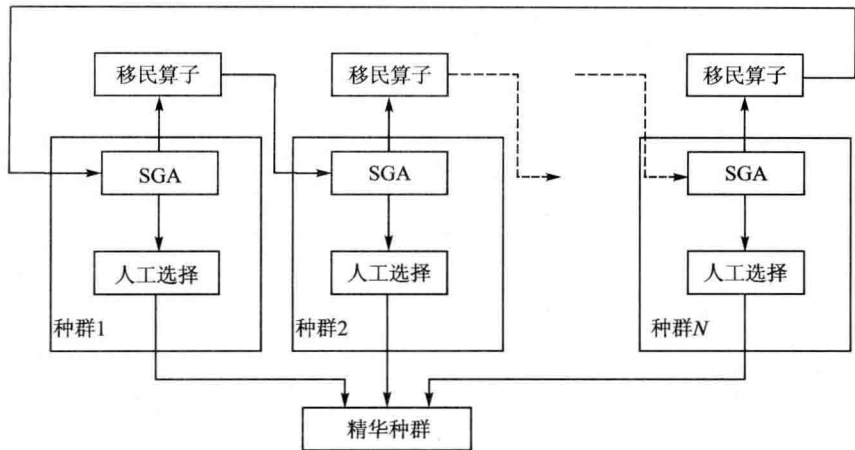 移民算子
移民算子
移民算子
SGA
SGA
SGA
人工选择
人工选择
人工选择
种群1
种群2
种群N
精华种群